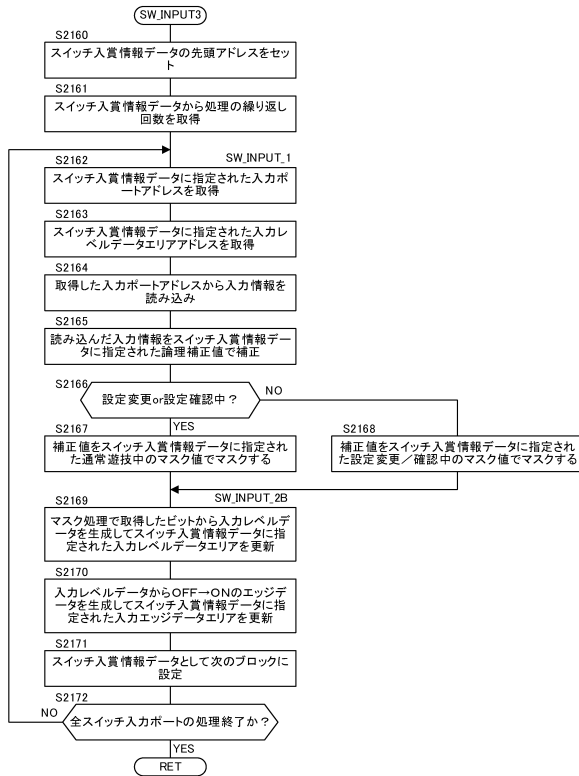 SW_INPUT3
S2160
スイッチ入賞情報データの先頭アドレスをセッ
ト
S2161
スイッチ入賞情報データから処理の繰り返し
回数を取得
SW_INPUT_1
S2162
スイッチ入賞情報データに指定された入力ポ
ートアドレスを取得
S2163
スイッチ入賞情報データに指定された入力レ
ベルデータエリアアドレスを取得
S2164
取得した入力ポートアドレスから入力情報を
読み込み
S2165
読み込んだ入力情報をスイッチ入賞情報デー
タに指定された論理補正値で補正
S2166
設定変更or設定確認中？
NO
YES
S2167
補正値をスイッチ入賞情報データに指定され
た通常遊技中のマスク値でマスクする
S2168
補正値をスイッチ入賞情報データに指定され
た設定変更／確認中のマスク値でマスクする
SW_INPUT_2B
S2169
マスク処理で取得したビットから入力レベルデ
ータを生成してスイッチ入賞情報データに指
定された入力レベルデータエリアを更新
S2170
入力レベルデータからOFF→ONのエッジデ
ータを生成してスイッチ入賞情報データに指
定された入力エッジデータエリアを更新
S2171
スイッチ入賞情報データとして次のブロックに
設定
S2172
NO
全スイッチ入力ポートの処理終了か？
YES
RET